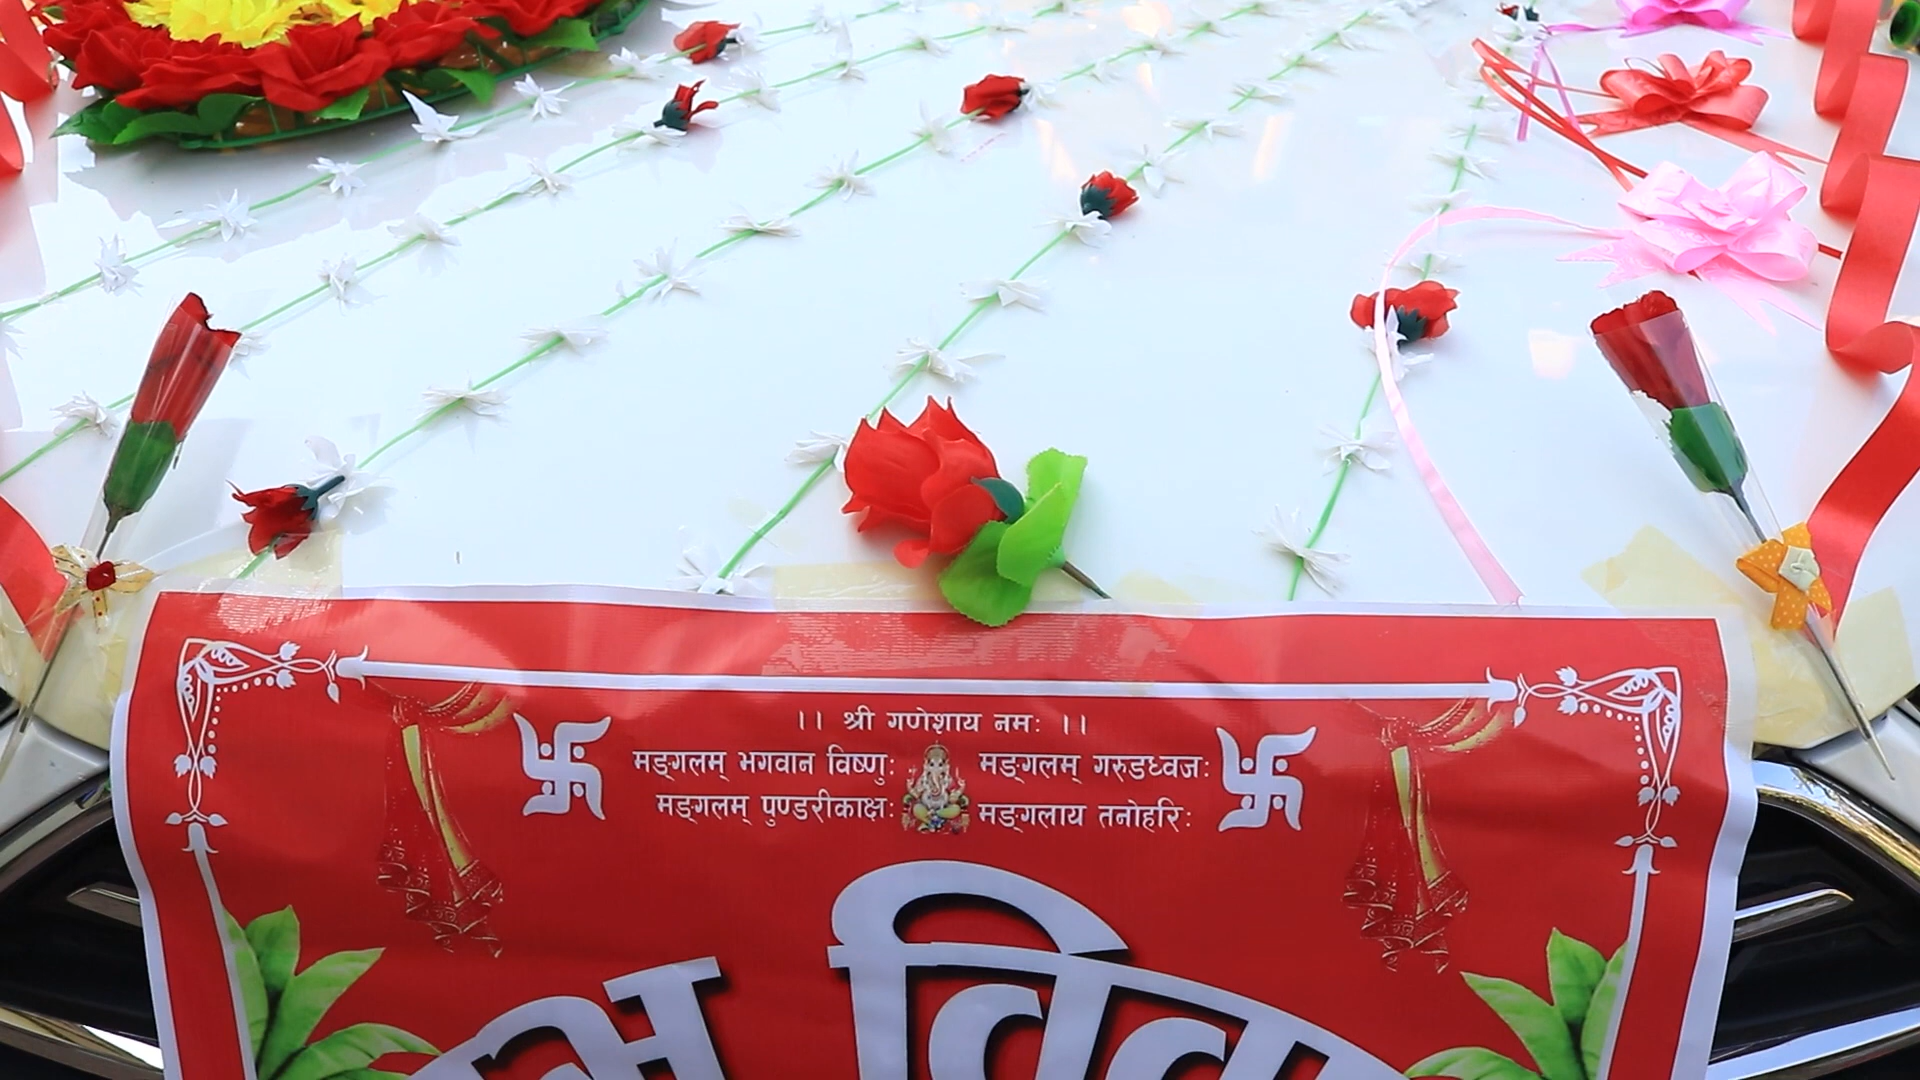 ।। श्री गणेशाय नमः ।।
मङ्गलम् भगवान विष्णुः मङ्गलम् गरुडध्वजः
मङ्गलम् पुण्डरीकाक्षः मङ्गलाय तनोहरिः